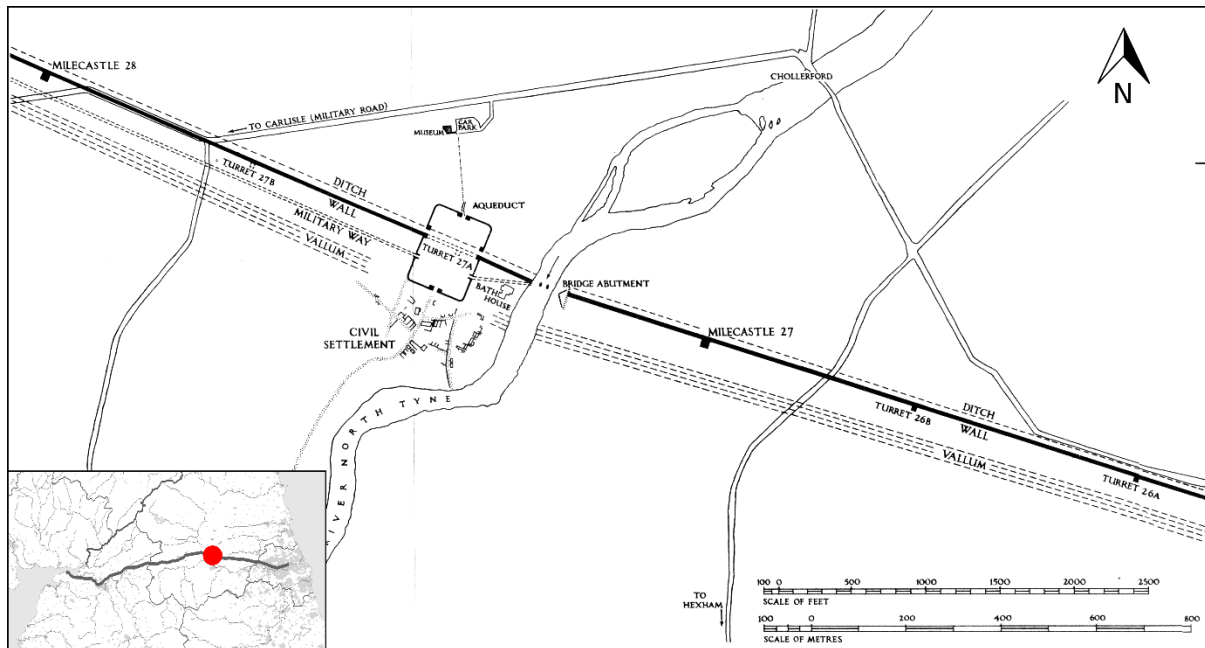 MILECASTLE 28
CHOLLERFORD
N
TO CARLISLE (MILITARY ROAD)
MUSEUM
CAR
PARK
TURRET 27B
DITCH
WALL
MILITARY WAY
VALLUM
AQUEDUCT
TURRET 27A
BATH
HOUSE
BRIDGE ABUTMENT
CIVIL
SETTLEMENT
MILECASTLE 27
RIVER NORTH TYNE
DITCH
TURRET 26B
WALL
VALLUM
TURRET 26A
TO
HEXHAM
100 0 500 1000 1500 2000 2500
SCALE OF FEET
100 0 200 400 600 800
SCALE OF METRES